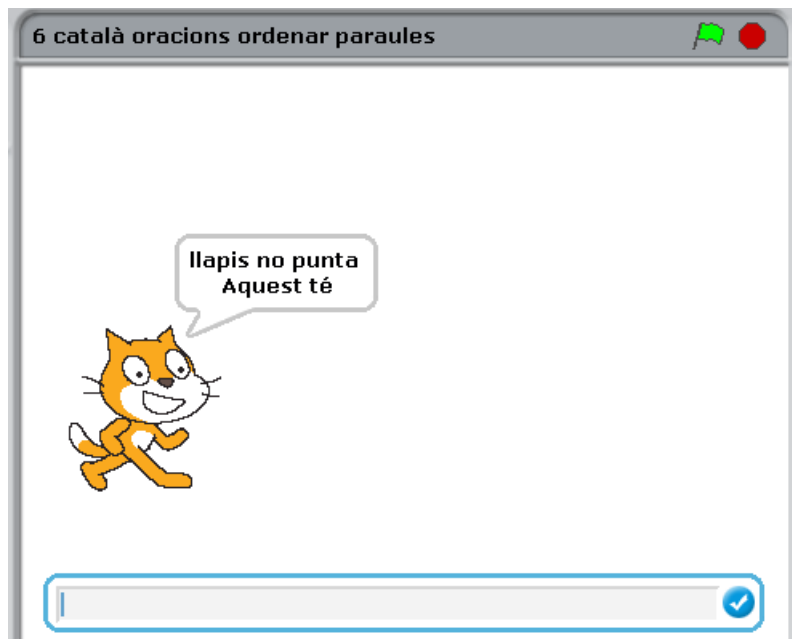 6 català oracions ordenar paraules
llapis no punta
Aquest té